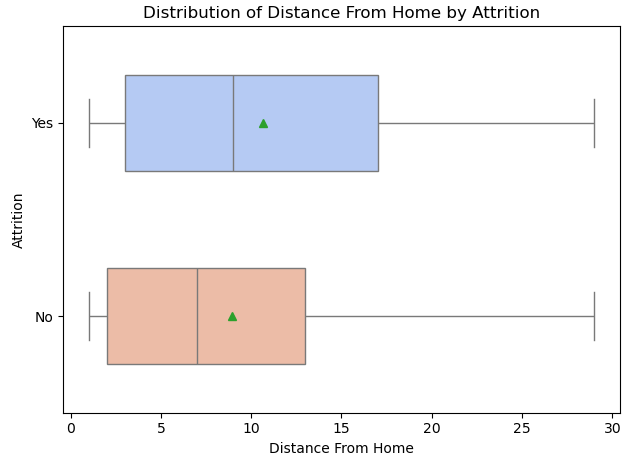 Distribution of Distance From Home by Attrition
Yes
No
Attrition
0 5 10 15 20 25 30
Distance From Home